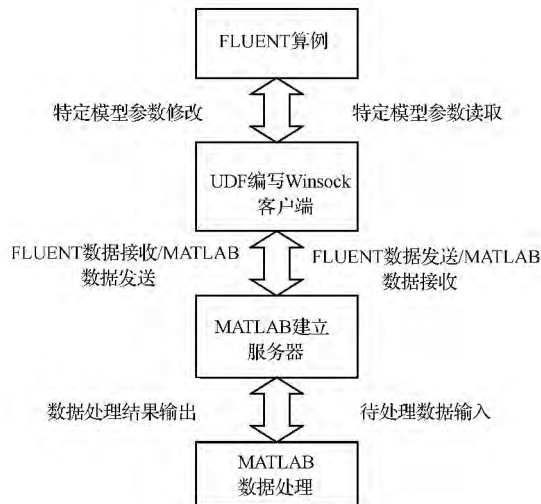 FLUENT算例
特定模型参数修改
特定模型参数读取
UDF编写Winsock
客户端
FLUENT数据接收/MATLAB
数据发送
FLUENT数据发送/MATLAB
数据接收
MATLAB建立
服务器
数据处理结果输出
待处理数据输入
MATLAB
数据处理